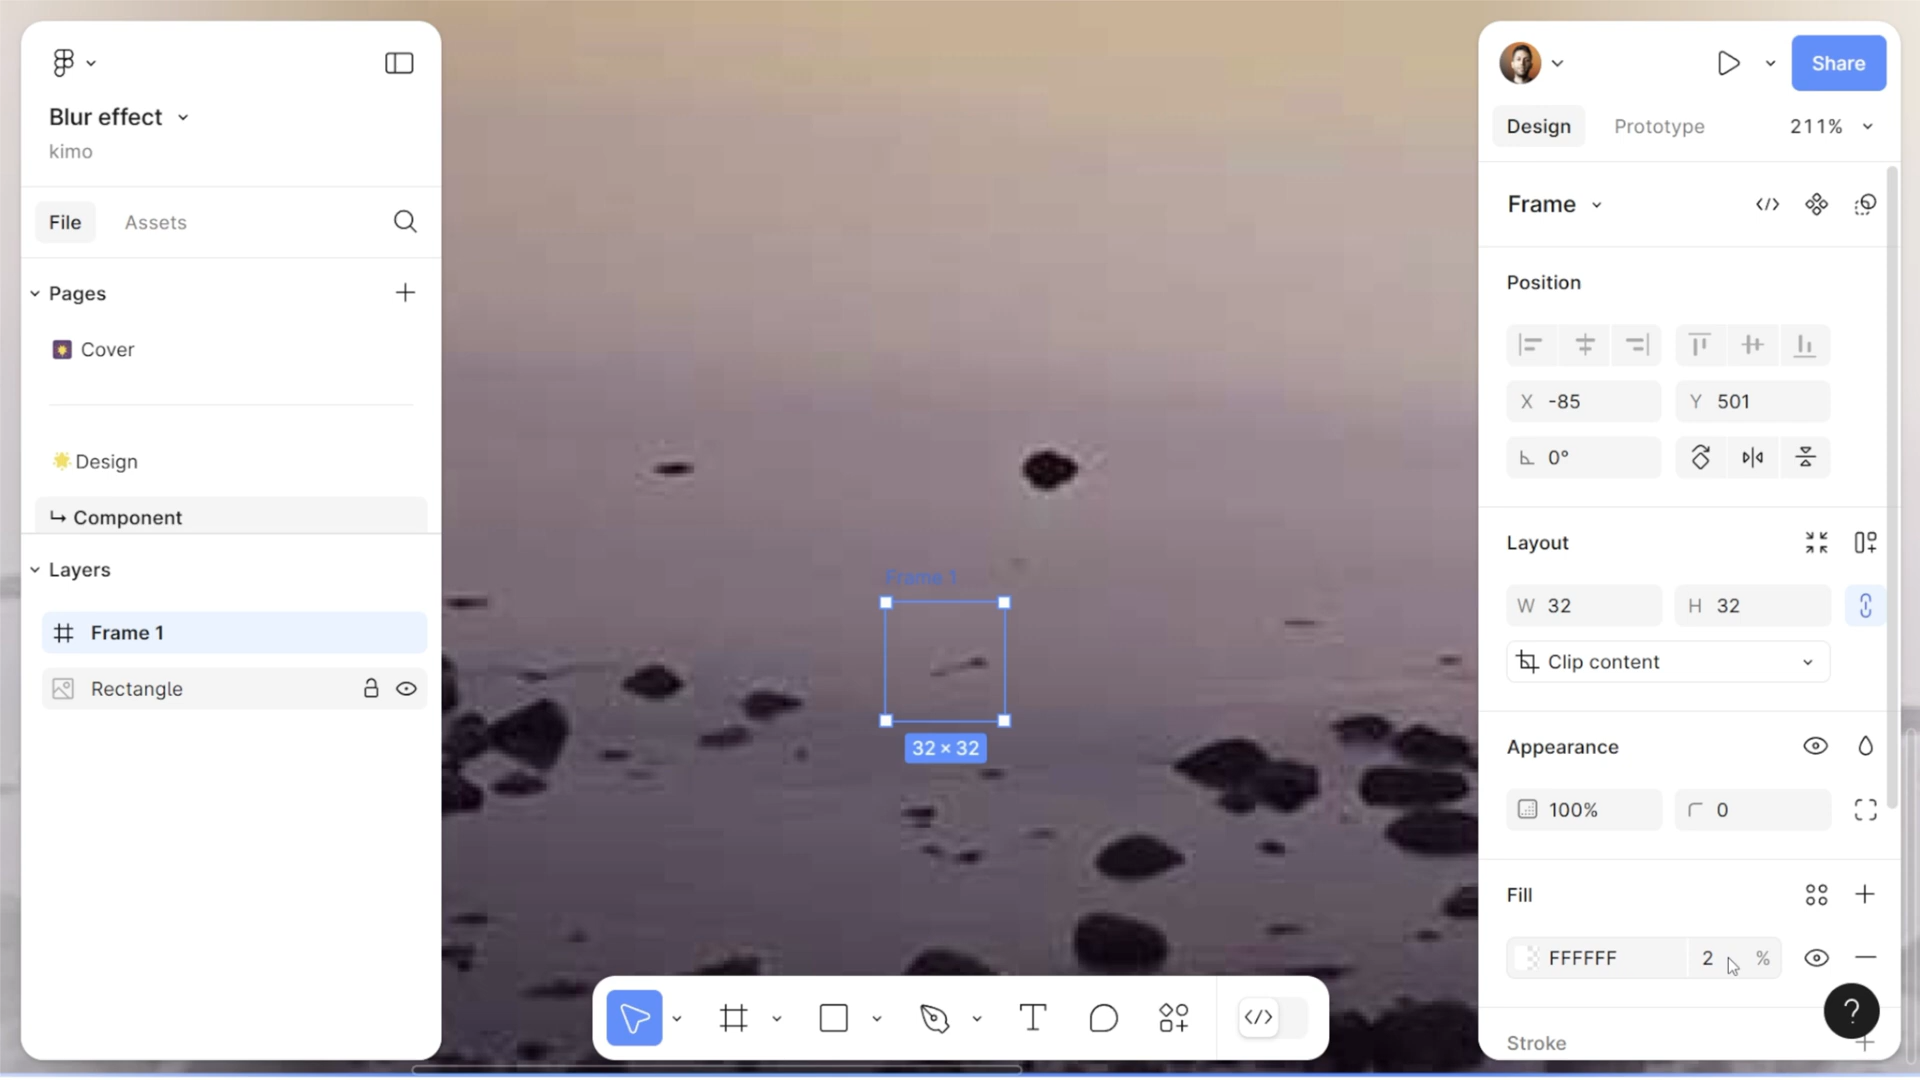 Blur effect
kimo
File
Assets
Pages
Cover
Design
Component
Layers
Frame 1
Rectangle
Frame 1
32 × 32
Share
Design
Prototype
211%
Frame
Position
X -85
Y 501
0°
Layout
W 32
H 32
Clip content
Appearance
100%
0
Fill
FFFFFF
2 %
Stroke
?